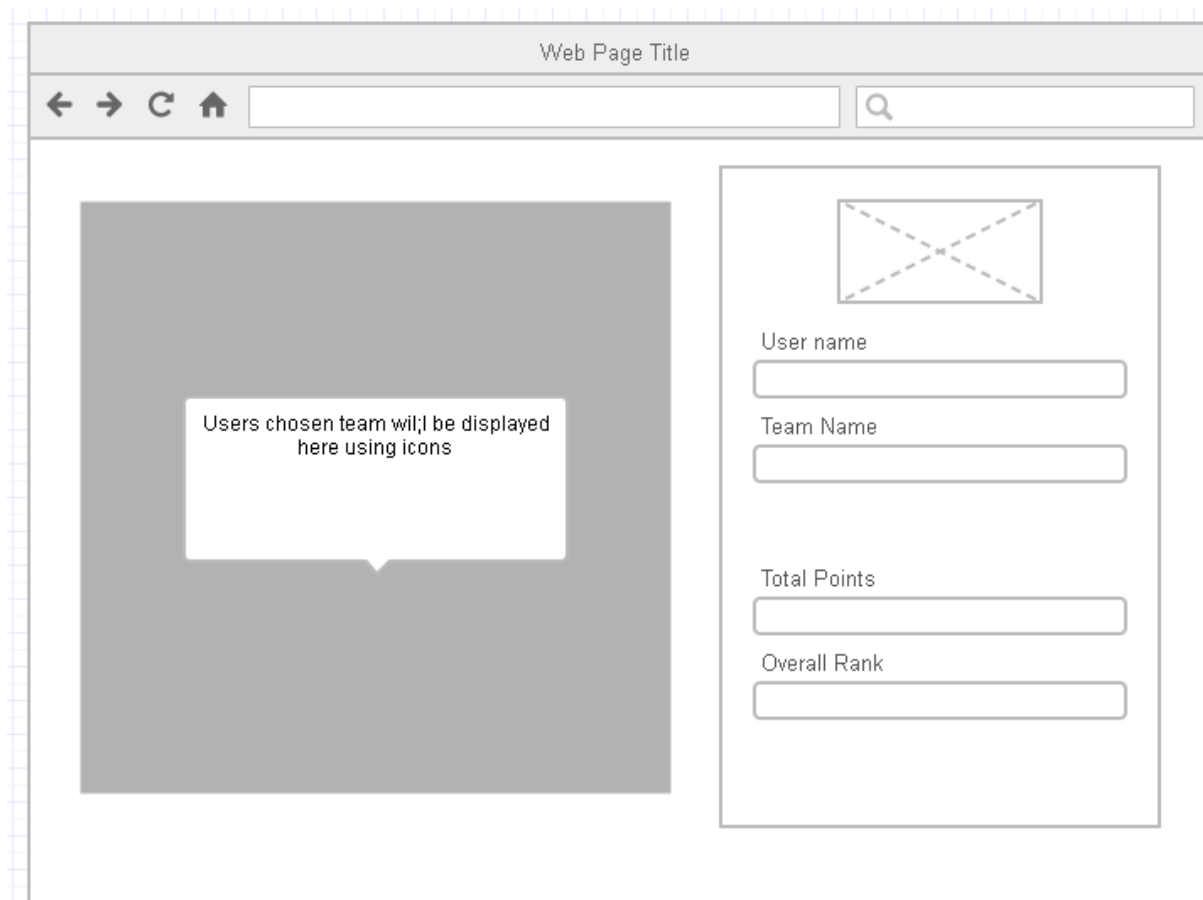 Web Page Title
Users chosen team wil;l be displayed
here using icons
User name
Team Name
Total Points
Overall Rank